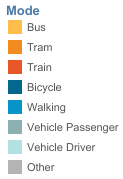 Mode
Bus
Tram
Train
Bicycle
Walking
Vehicle Passenger
Vehicle Driver
Other